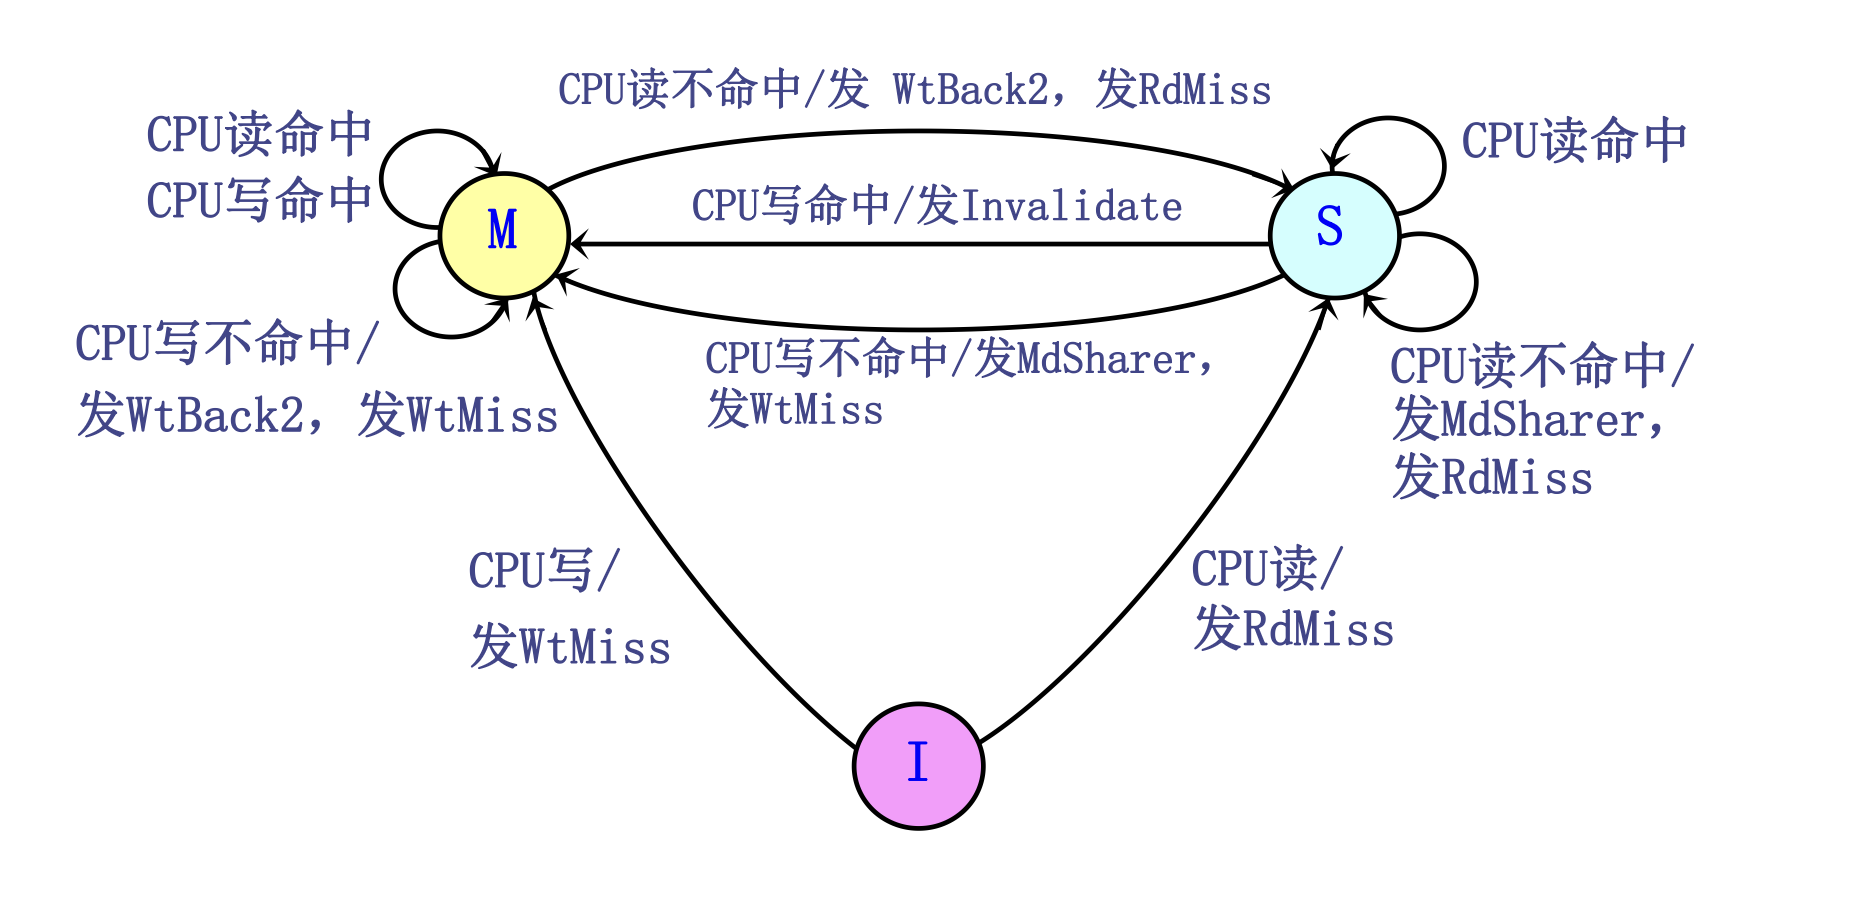 CPU读不命中/发 WtBack2，发RdMiss
CPU读命中
CPU写命中
CPU读命中
CPU写命中/发Invalidate
M
S
CPU写不命中/
发WtBack2，发WtMiss
CPU写不命中/发MdSharer，
发WtMiss
CPU读不命中/
发MdSharer，
发RdMiss
CPU写/
发WtMiss
CPU读/
发RdMiss
I